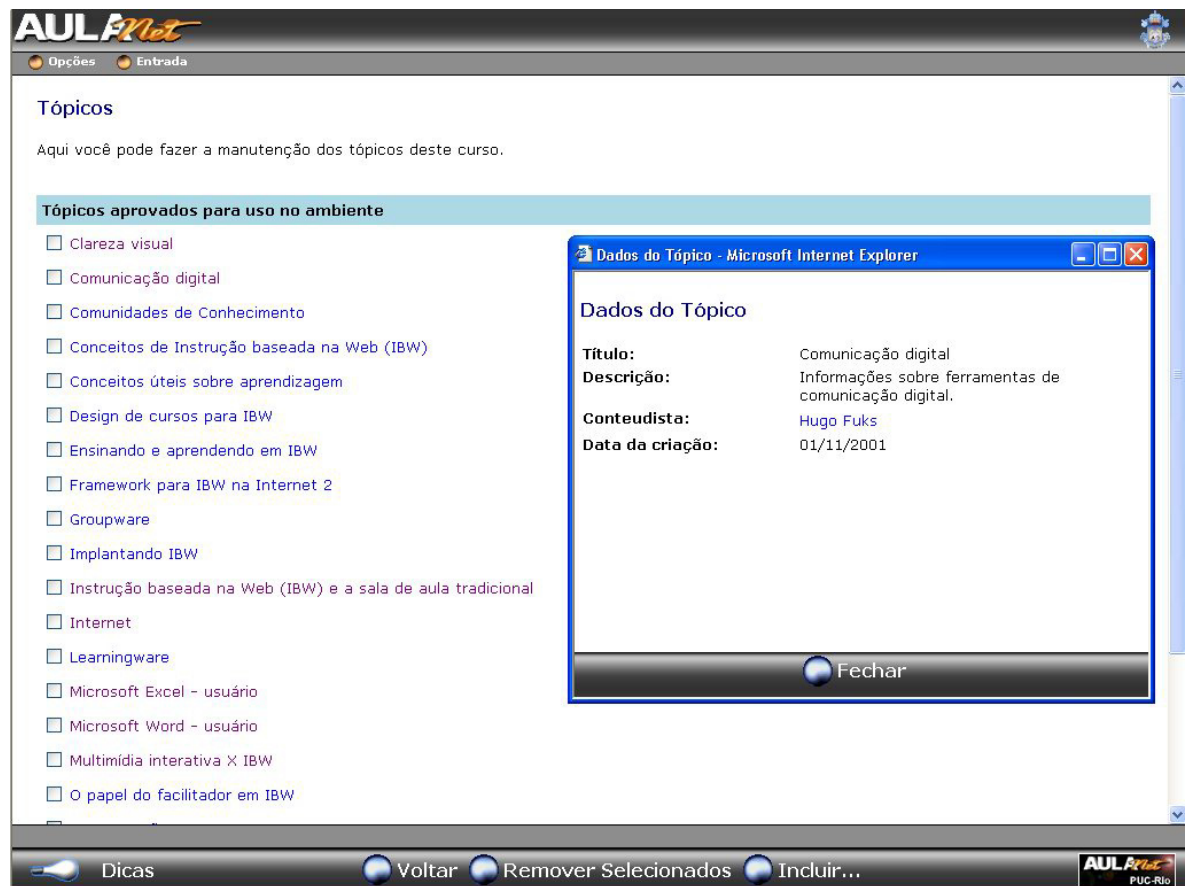 AULANet
Opções Entrada
Tópicos
Aqui você pode fazer a manutenção dos tópicos deste curso.
Tópicos aprovados para uso no ambiente
Clareza visual
Comunicação digital
Comunidades de Conhecimento
Conceitos de Instrução baseada na Web (IBW)
Conceitos úteis sobre aprendizagem
Design de cursos para IBW
Ensinando e aprendendo em IBW
Framework para IBW na Internet 2
Groupware
Implantando IBW
Instrução baseada na Web (IBW) e a sala de aula tradicional
Internet
Learningware
Microsoft Excel - usuário
Microsoft Word - usuário
Multimídia interativa X IBW
O papel do facilitador em IBW
Dados do Tópico - Microsoft Internet Explorer
Dados do Tópico
Título: Comunicação digital
Descrição: Informações sobre ferramentas de
comunicação digital.
Conteudista: Hugo Fuks
Data da criação: 01/11/2001
Fechar
Dicas Voltar Remover Selecionados Incluir...
AULANet
PUC-Rio